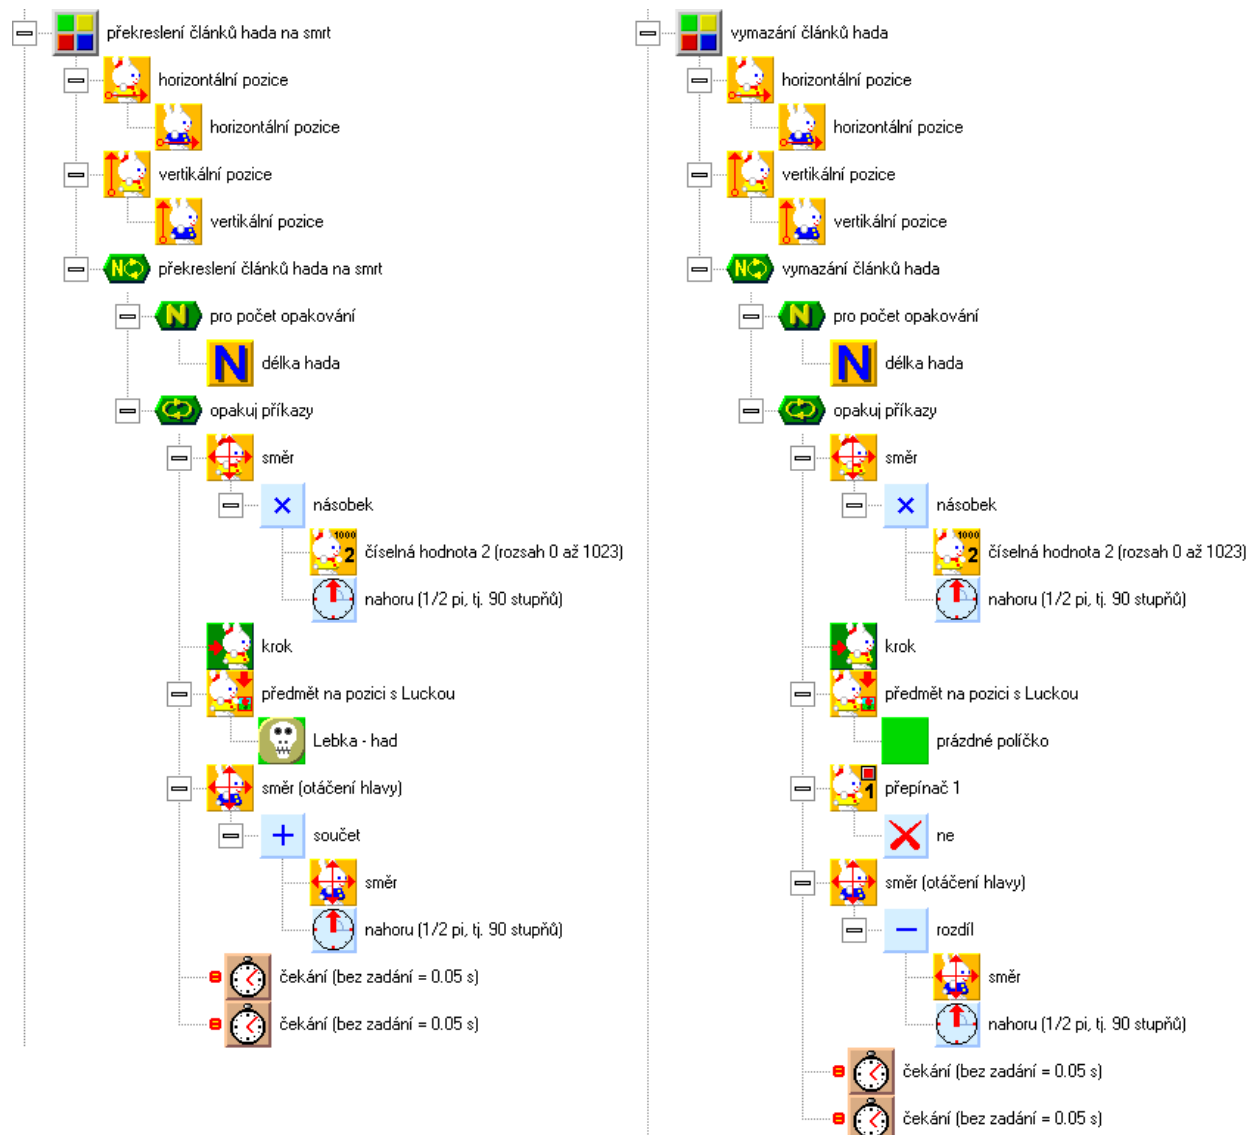 překreslení článků hada na smrt
horizontální pozice
horizontální pozice
vertikální pozice
vertikální pozice
překreslení článků hada na smrt
N
pro počet opakování
N
délka hada
N
opakuj příkazy
směr
násobek
číselná hodnota 2 (rozsah 0 až 1023)
1000
2
nahoru (1/2 pi, tj. 90 stupňů)
krok
předmět na pozici s Luckou
Lebka - had
směr (otáčení hlavy)
součet
směr
nahoru (1/2 pi, tj. 90 stupňů)
čekání (bez zadání = 0.05 s)
čekání (bez zadání = 0.05 s)
vymazání článků hada
horizontální pozice
horizontální pozice
vertikální pozice
vertikální pozice
vymazání článků hada
N
pro počet opakování
N
délka hada
N
opakuj příkazy
směr
násobek
číselná hodnota 2 (rozsah 0 až 1023)
1000
2
nahoru (1/2 pi, tj. 90 stupňů)
krok
předmět na pozici s Luckou
prázdné políčko
přepínač 1
1
ne
směr (otáčení hlavy)
rozdíl
směr
nahoru (1/2 pi, tj. 90 stupňů)
čekání (bez zadání = 0.05 s)
čekání (bez zadání = 0.05 s)